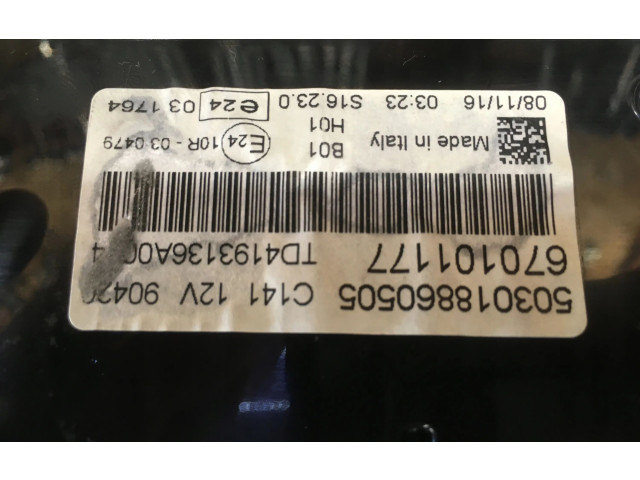 503018860505 C141 12V
670101177
Made in Italy B01 E24 10R - 03 0479
H01
08/11/16 03:23 S16.23.0 e24 03 1764